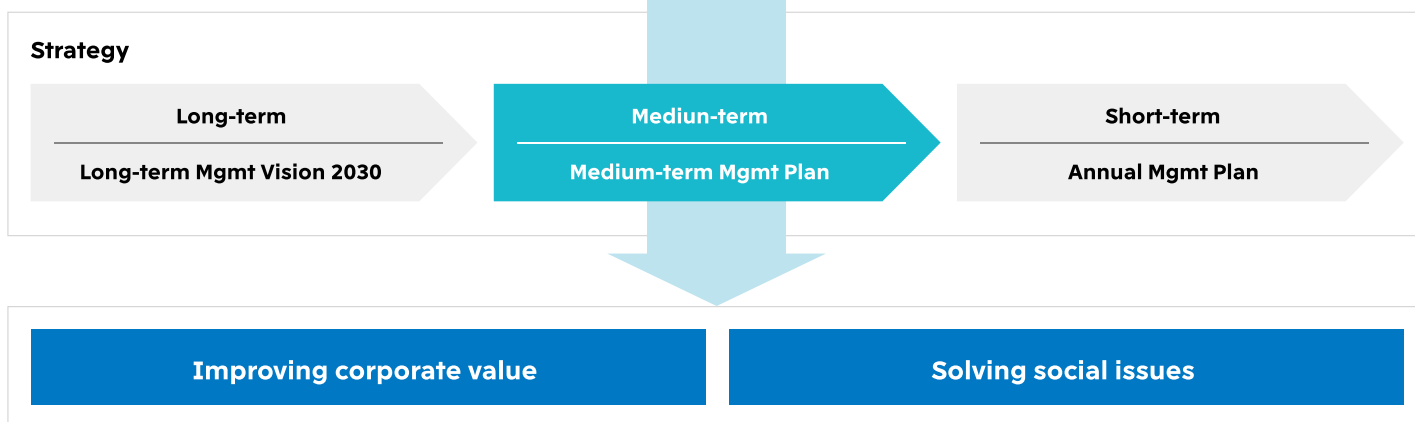 Strategy
Long-term
Long-term Mgmt Vision 2030
Mediun-term
Medium-term Mgmt Plan
Short-term
Annual Mgmt Plan
Improving corporate value
Solving social issues